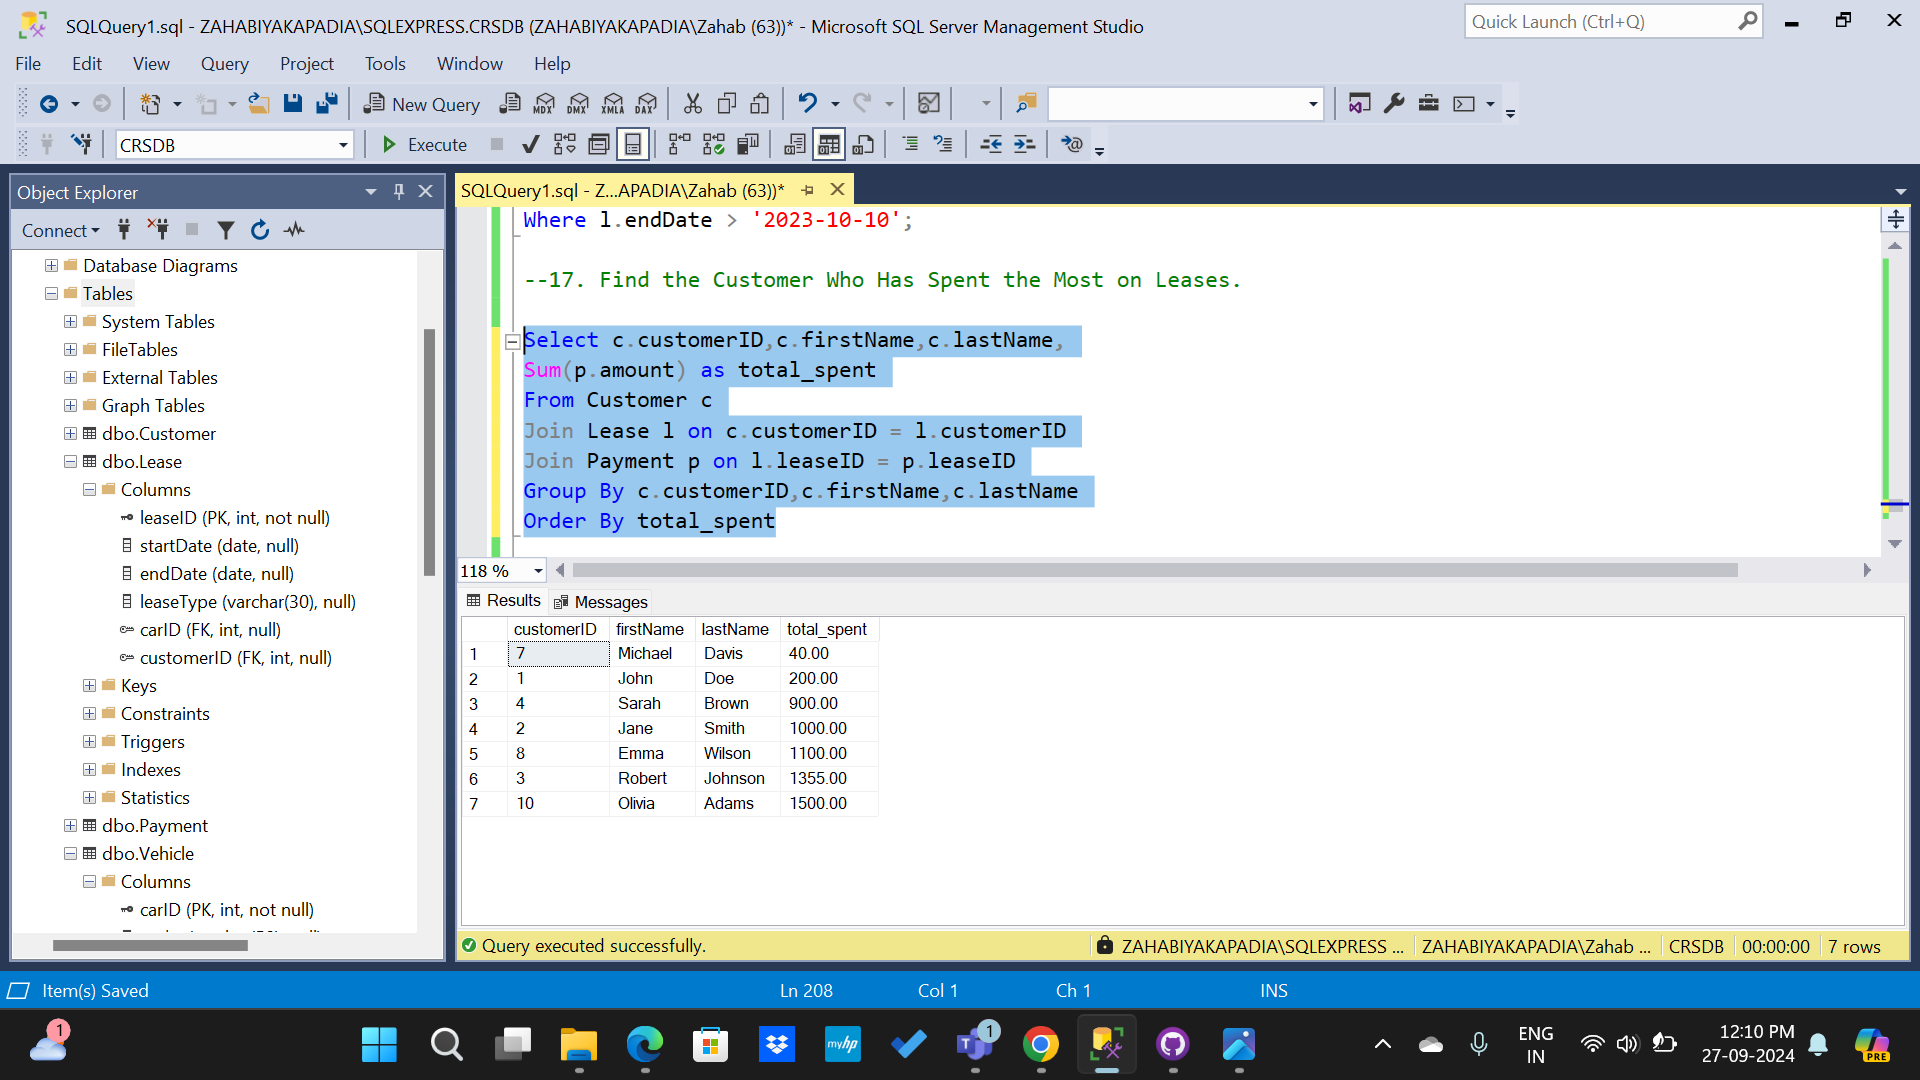 SQLQuery1.sql - ZAHABIYAKAPADIA\SQLEXPRESS.CRSDB (ZAHABIYAKAPADIA\Zahab (63))* - Microsoft SQL Server Management Studio
Quick Launch (Ctrl+Q)
File Edit View Query Project Tools Window Help
New Query MDX DMX XMLA DAX
CRSDB Execute
Object Explorer
Connect
Database Diagrams
Tables
System Tables
FileTables
External Tables
Graph Tables
dbo.Customer
dbo.Lease
Columns
leaseID (PK, int, not null)
startDate (date, null)
endDate (date, null)
leaseType (varchar(30), null)
carID (FK, int, null)
customerID (FK, int, null)
Keys
Constraints
Triggers
Indexes
Statistics
dbo.Payment
dbo.Vehicle
Columns
carID (PK, int, not null)
SQLQuery1.sql - Z...APADIA\Zahab (63))*
Where l.endDate > '2023-10-10';
--17. Find the Customer Who Has Spent the Most on Leases.
Select c.customerID,c.firstName,c.lastName,
Sum(p.amount) as total_spent
From Customer c
Join Lease l on c.customerID = l.customerID
Join Payment p on l.leaseID = p.leaseID
Group By c.customerID,c.firstName,c.lastName
Order By total_spent
118 %
Results Messages
customerID firstName lastName total_spent
1 7 Michael Davis 40.00
2 1 John Doe 200.00
3 4 Sarah Brown 900.00
4 2 Jane Smith 1000.00
5 8 Emma Wilson 1100.00
6 3 Robert Johnson 1355.00
7 10 Olivia Adams 1500.00
Query executed successfully. ZAHABIYAKAPADIA\SQLEXPRESS ... ZAHABIYAKAPADIA\Zahab ... CRSDB 00:00:00 7 rows
Item(s) Saved Ln 208 Col 1 Ch 1 INS
1
myhp
1
ENG
IN
12:10 PM
27-09-2024
PRE